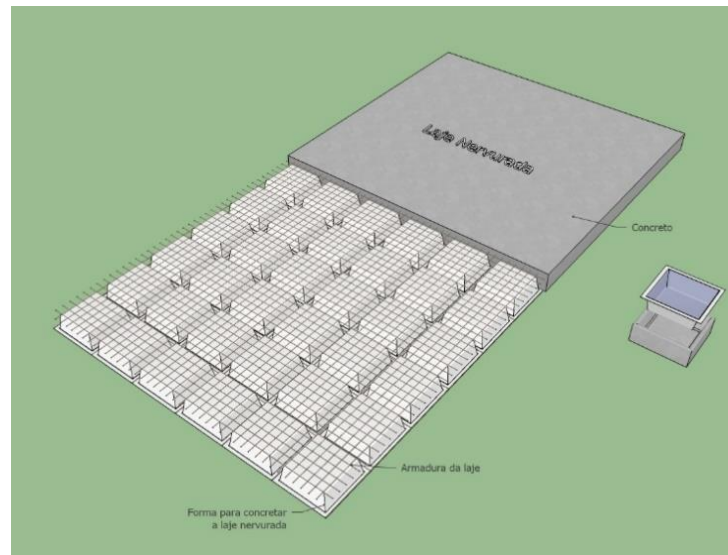 Laje Nervurada
Concreto
Armadura da laje
Forma para concretar
a laje nervurada